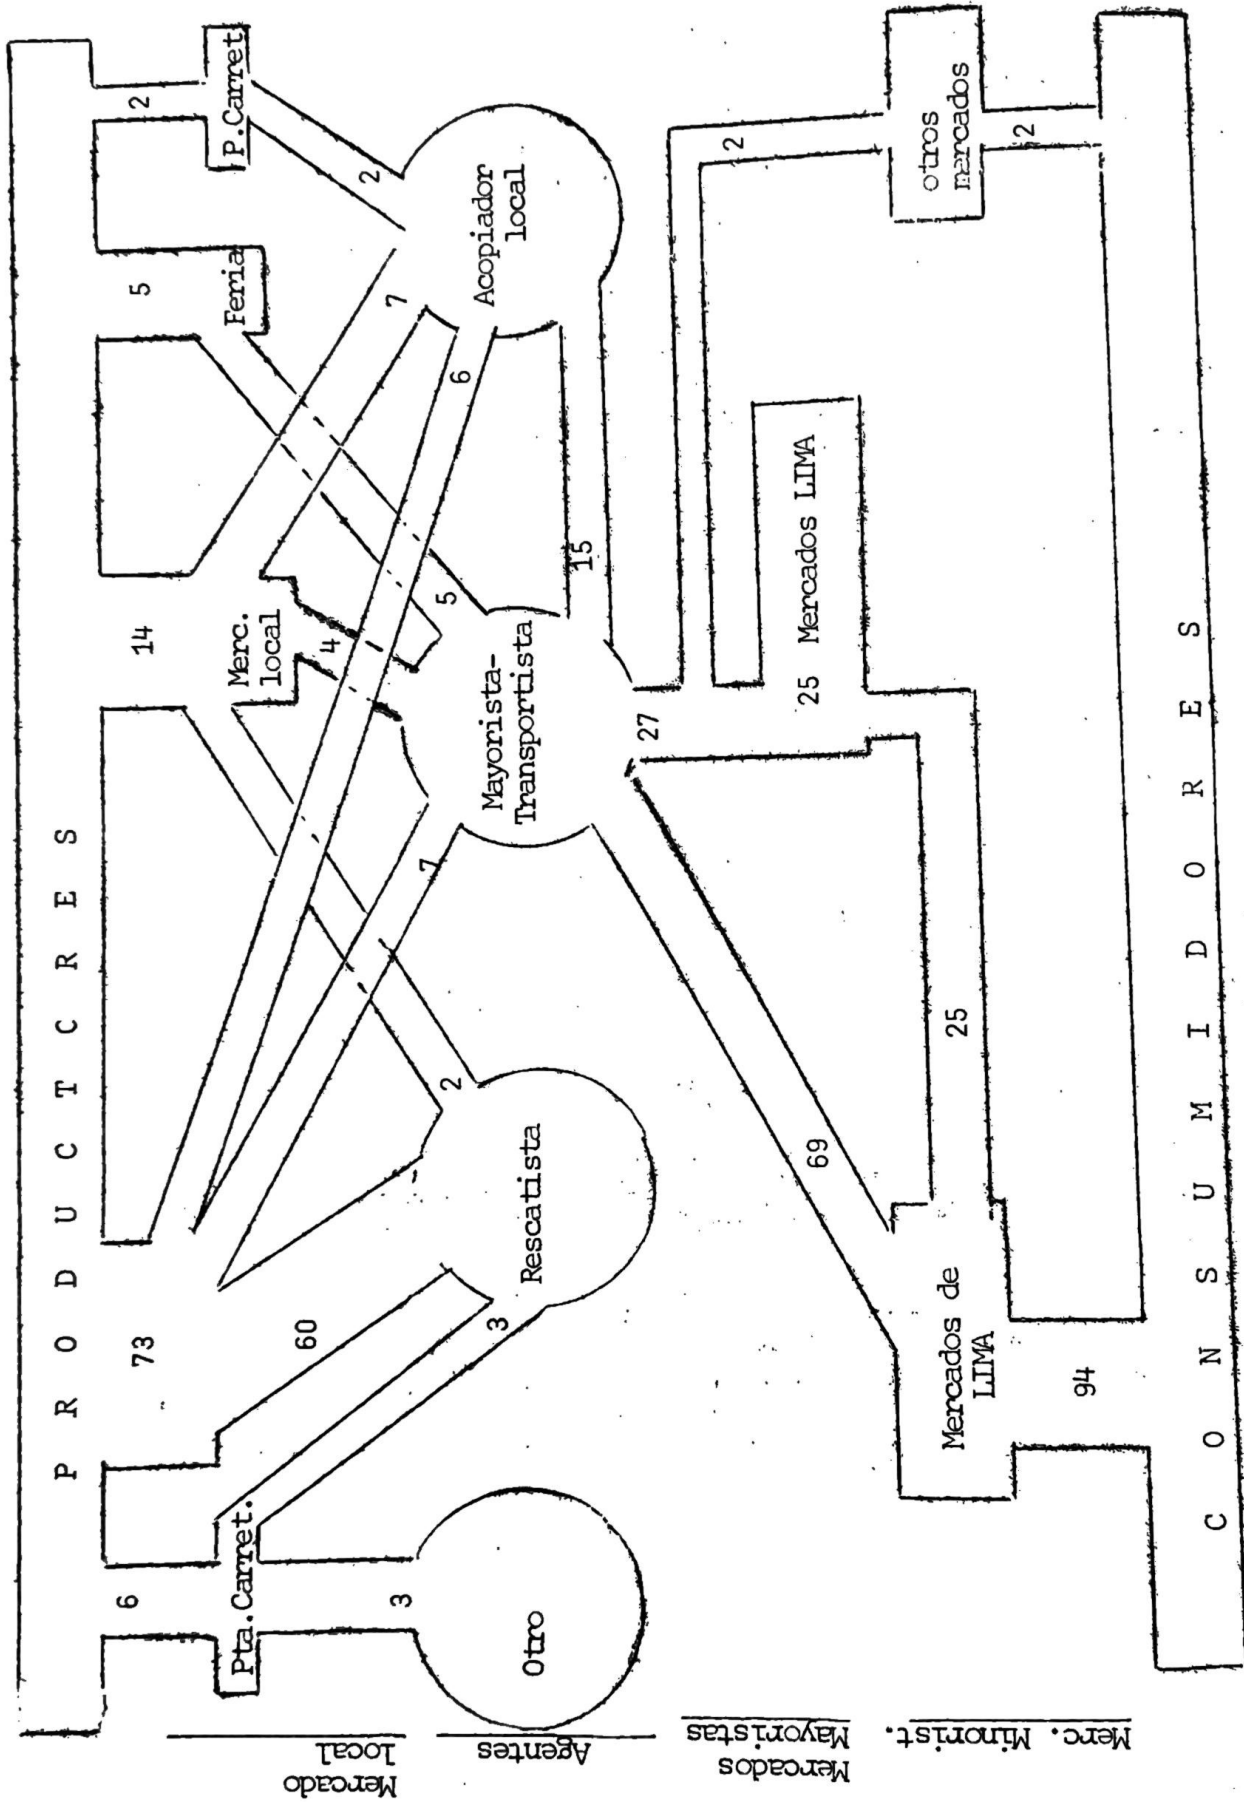 P R O D U C T C R E S
6
73
14
5
2
Pta.Carret.
Merc.
local
Feria
P.Carret
3
60
3
2
7
4
5
6
7
2
Otro
Rescatista
Mayorista-
Transportista
Acopiador
local
15
69
27
2
25 Mercados LIMA
25
Mercados de
LIMA
otros
mercados
94
2
C O N S U M I D O R E S
Mercado
local
Agentes
Mercados
Mayoristas
Merc. Minorist.